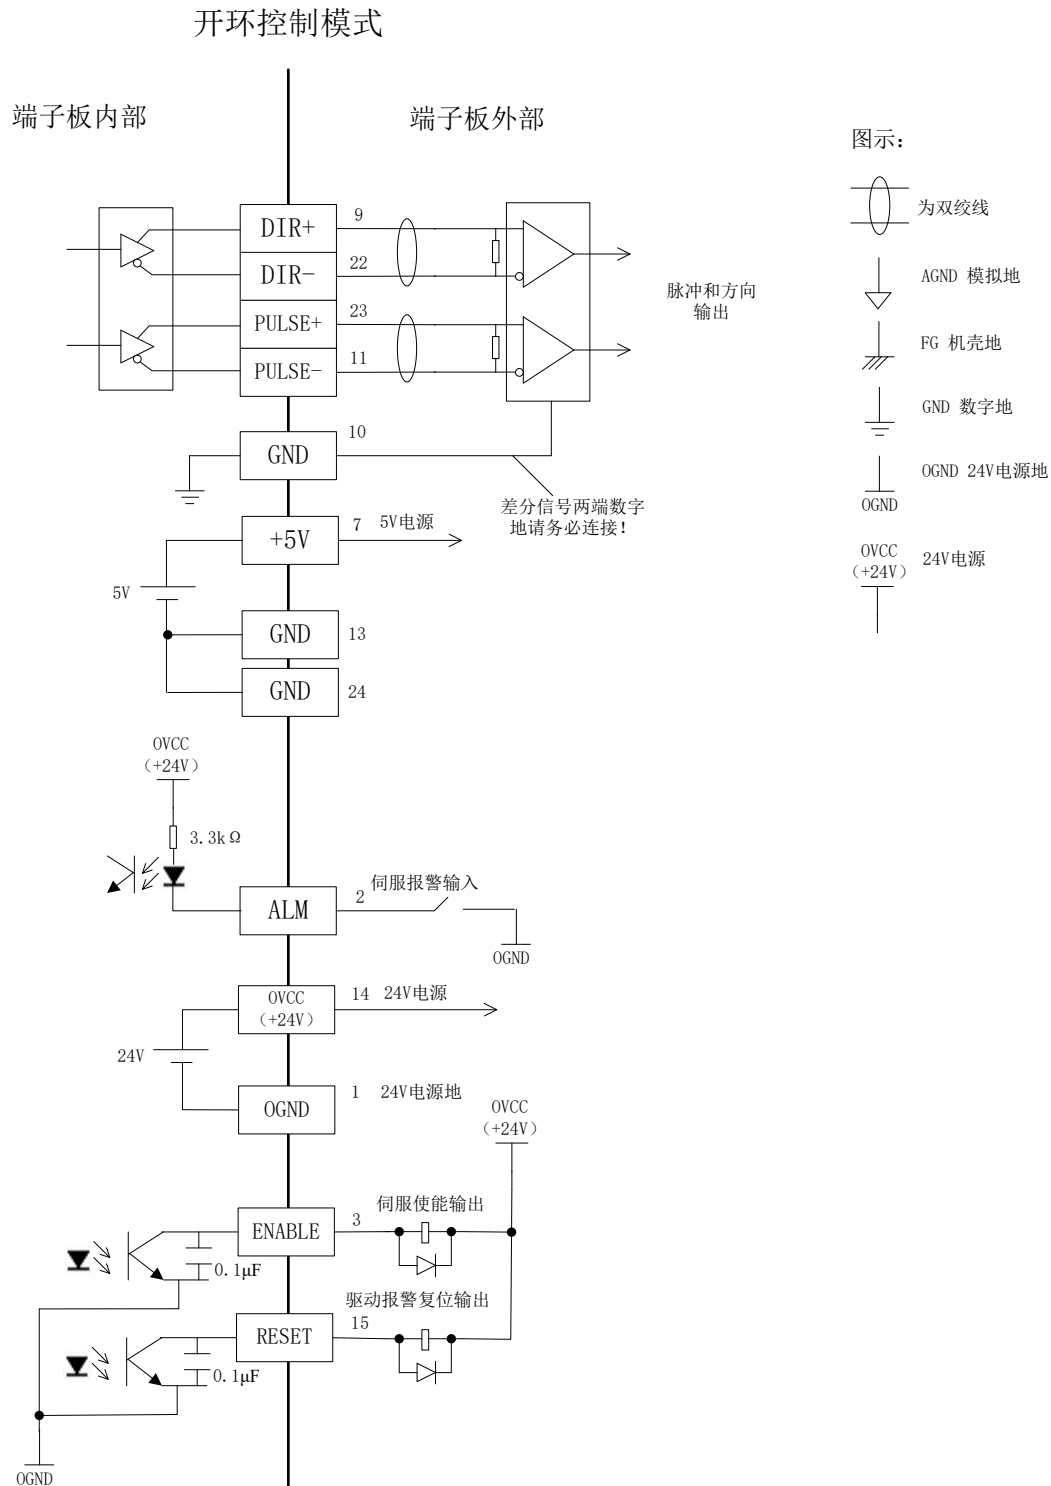 开环控制模式
端子板内部
端子板外部
图示：
为双绞线
AGND 模拟地
FG 机壳地
GND 数字地
OGND 24V电源地
OGND
OVCC
(+24V)
24V电源
DIR+
9
DIR-
22
PULSE+
23
PULSE-
11
脉冲和方向
输出
GND
10
差分信号两端数字
地请务必连接！
+5V
7
5V电源
5V
GND
13
GND
24
OVCC
(+24V)
3.3kΩ
ALM
2
伺服报警输入
OGND
OVCC
(+24V)
14
24V电源
24V
OGND
1
24V电源地
OVCC
(+24V)
ENABLE
3
伺服使能输出
0.1μF
驱动报警复位输出
RESET
15
0.1μF
OGND